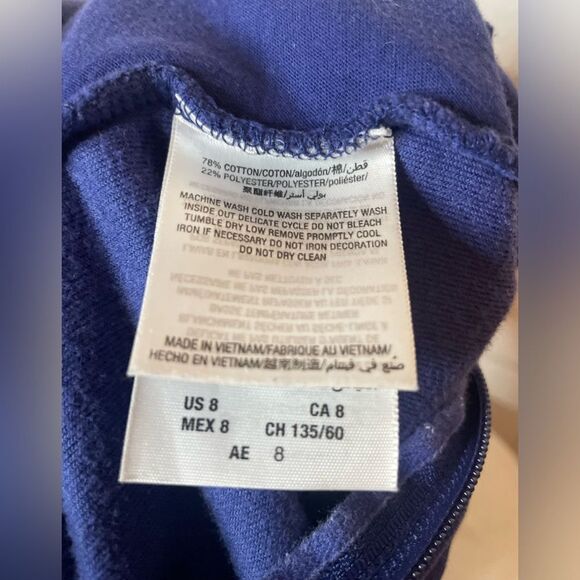 78% COTTON/COTON/algodón/棉/قطن
22% POLYESTER/POLYESTER/poliéster/
聚酯纤维/بولي أستر
MACHINE WASH COLD WASH SEPARATELY WASH
INSIDE OUT DELICATE CYCLE DO NOT BLEACH
TUMBLE DRY LOW REMOVE PROMPTLY COOL
IRON IF NECESSARY DO NOT IRON DECORATION
DO NOT DRY CLEAN
MADE IN VIETNAM/FABRIQUE AU VIETNAM/
HECHO EN VIETNAM/越南制造/صُنع في فيتنام
US 8 CA 8
MEX 8 CH 135/60
AE 8